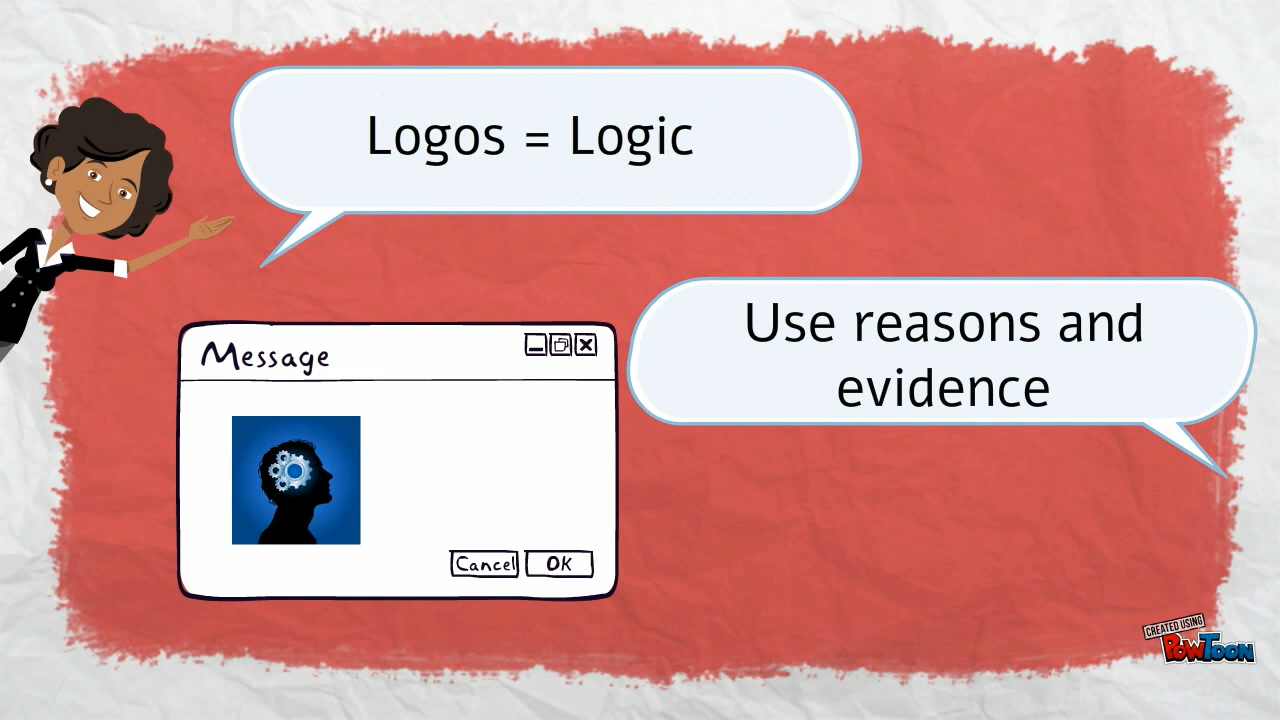 Logos = Logic
Use reasons and
evidence
Message
Cancel OK
CREATED USING
POWTOON